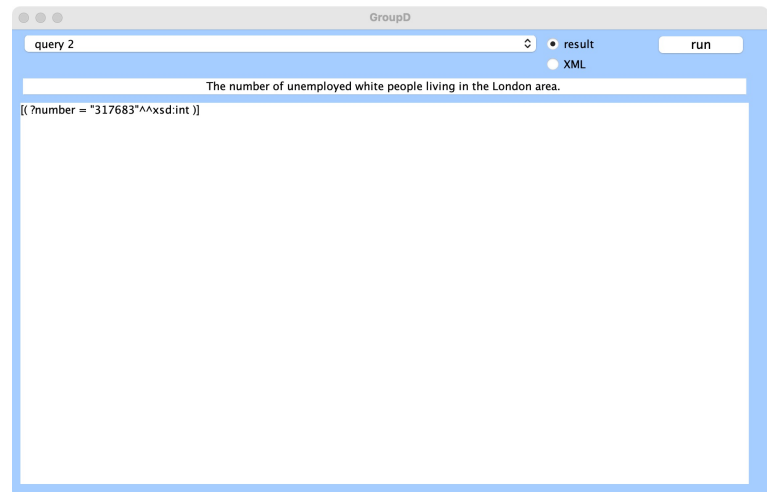 GroupD
query 2
result
run
XML
The number of unemployed white people living in the London area.
[( ?number = "317683"^^xsd:int )]